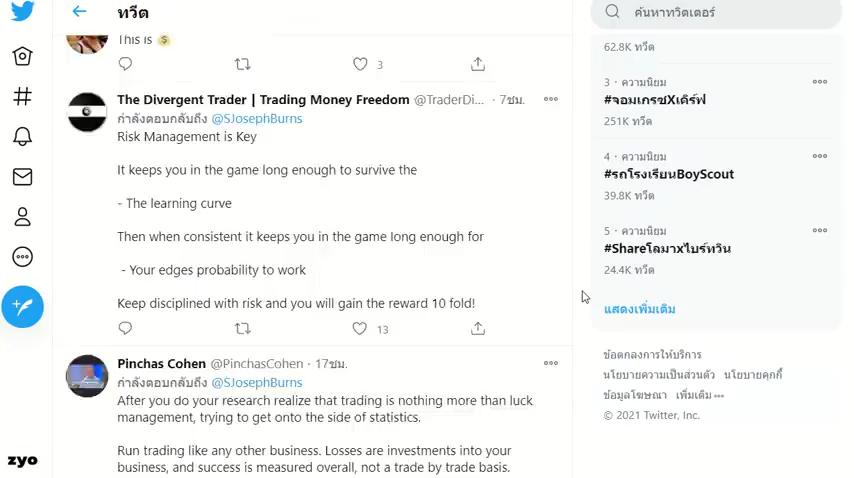 ทวีต
This is 💰
3
The Divergent Trader | Trading Money Freedom @TraderDi... · 7ชม.
กำลังตอบกลับถึง @SJosephBurns
Risk Management is Key
It keeps you in the game long enough to survive the
- The learning curve
Then when consistent it keeps you in the game long enough for
- Your edges probability to work
Keep disciplined with risk and you will gain the reward 10 fold!
13
Pinchas Cohen @PinchasCohen · 17ชม.
กำลังตอบกลับถึง @SJosephBurns
After you do your research realize that trading is nothing more than luck
management, trying to get onto the side of statistics.
Run trading like any other business. Losses are investments into your
business, and success is measured overall, not a trade by trade basis.
ค้นหาทวิตเตอร์
62.8K ทวีต
3 · ความนิยม
#จอมเกรซXเดิร์ฟ
251K ทวีต
4 · ความนิยม
#รถโรงเรียนBoyScout
39.8K ทวีต
5 · ความนิยม
#Shareโลมาxไบร์ทวิน
24.4K ทวีต
แสดงเพิ่มเติม
ข้อตกลงการให้บริการ
นโยบายความเป็นส่วนตัว นโยบายคุกกี้
ข้อมูลโฆษณา เพิ่มเติม •••
© 2021 Twitter, Inc.
zyo